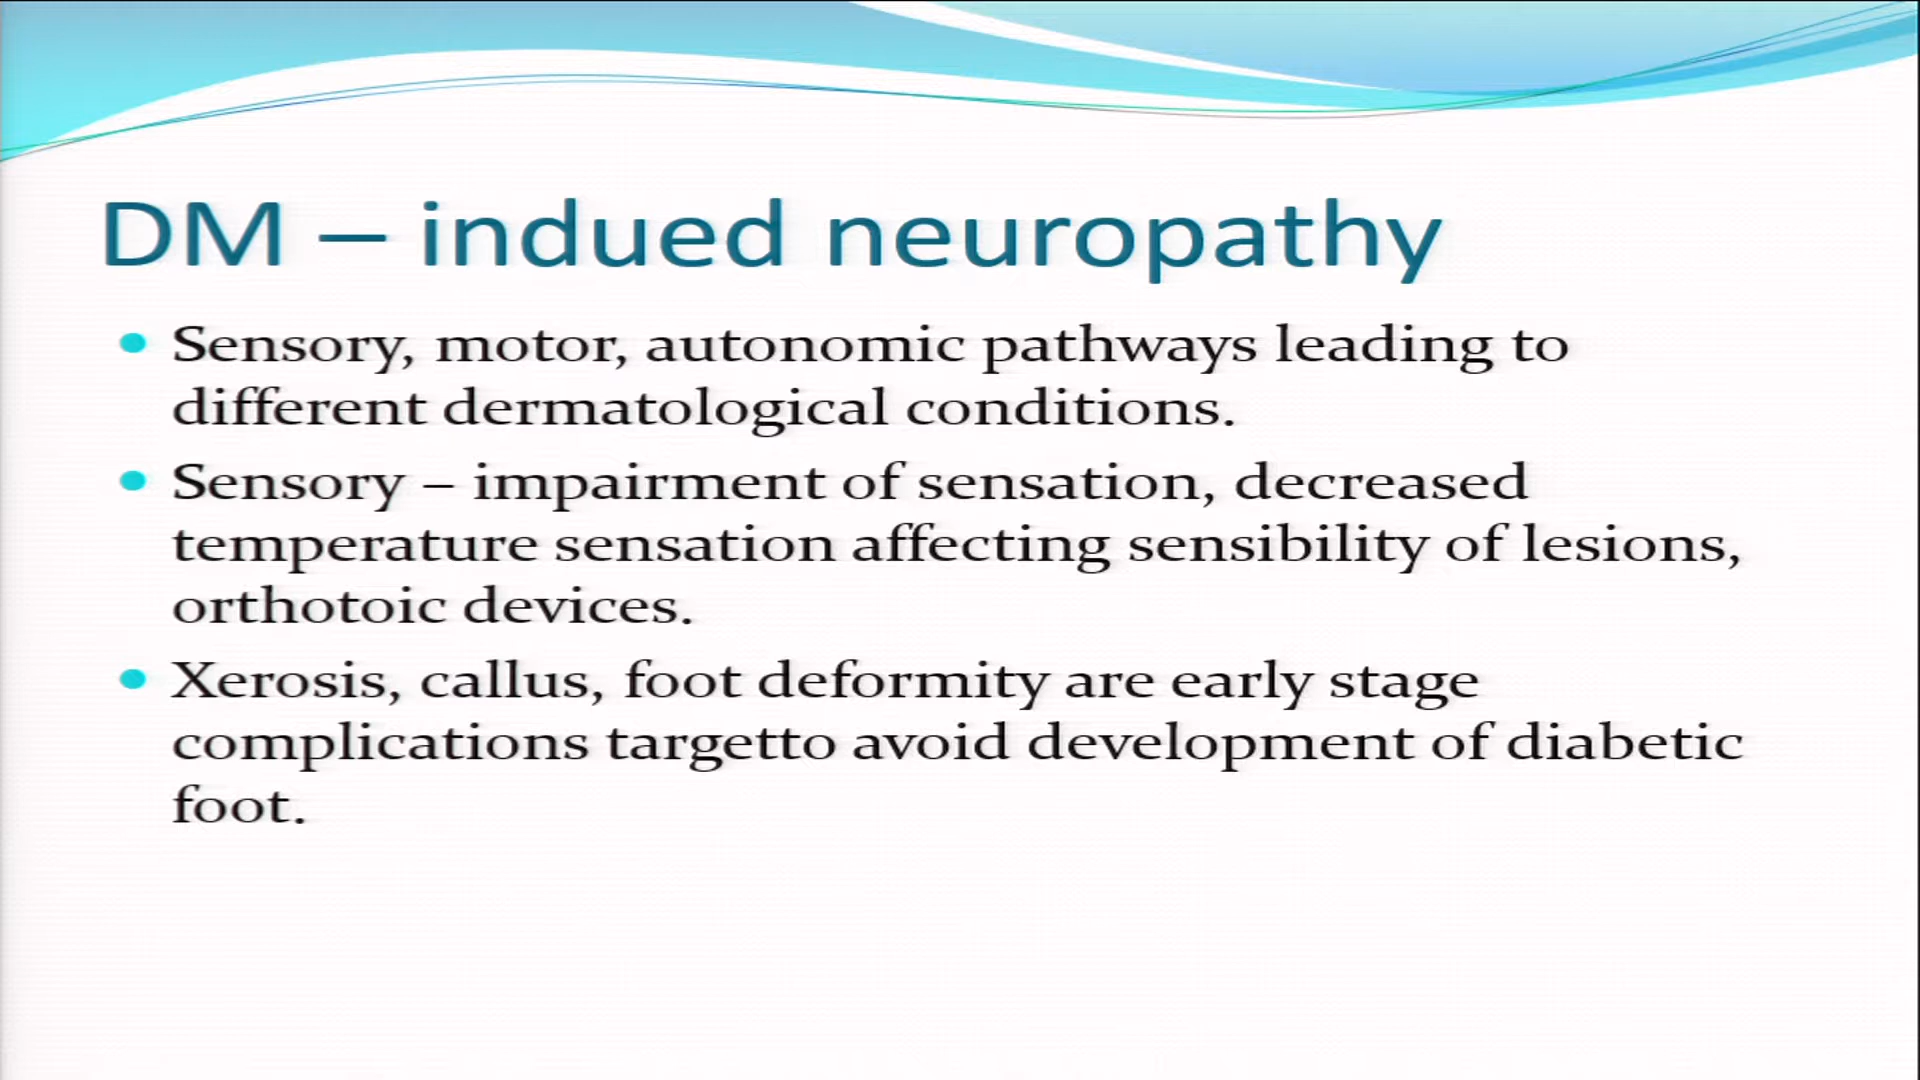 DM – indued neuropathy
Sensory, motor, autonomic pathways leading to
different dermatological conditions.
Sensory – impairment of sensation, decreased
temperature sensation affecting sensibility of lesions,
orthotoic devices.
Xerosis, callus, foot deformity are early stage
complications targetto avoid development of diabetic
foot.